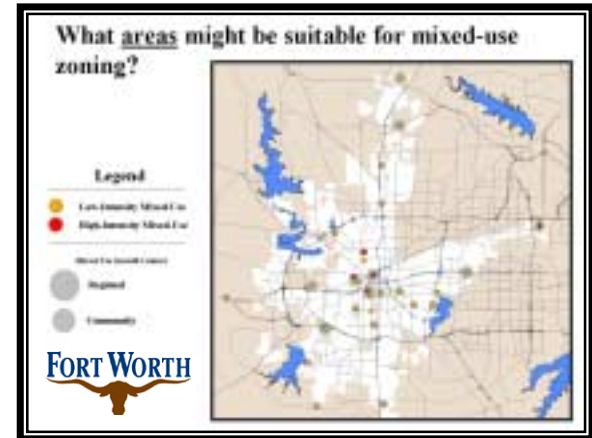 What areas might be suitable for mixed-use
zoning?
Legend
Low-Intensity Mixed-Use
High-Intensity Mixed-Use
Regional
Community
FORT WORTH